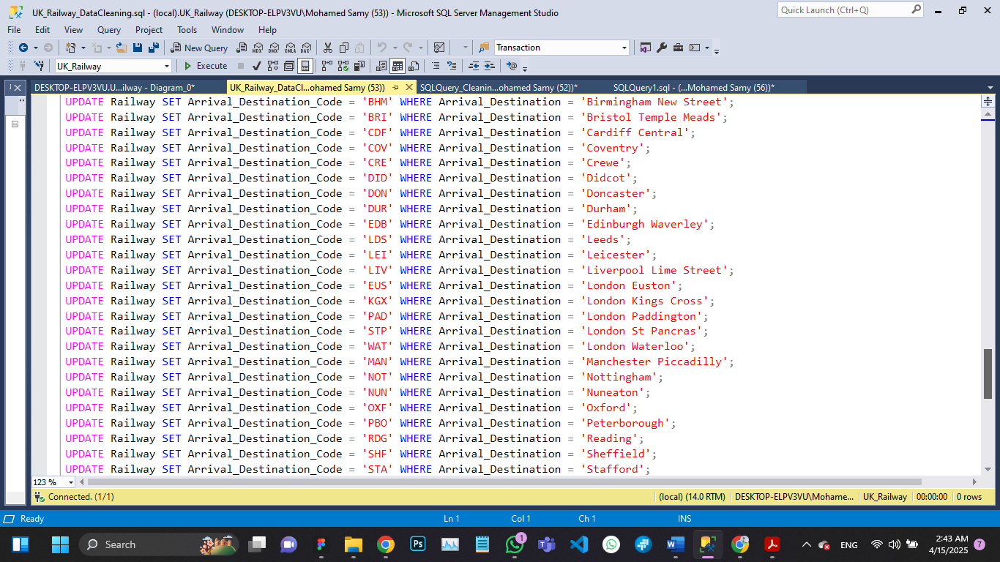 UK_Railway_DataCleaning.sql - (local).UK_Railway (DESKTOP-ELPV3VU\Mohamed Samy (53)) - Microsoft SQL Server Management Studio
Quick Launch (Ctrl+Q)
File Edit View Query Project Tools Window Help
New Query MDX DMX XMLA DAX Transaction
UK_Railway Execute
DESKTOP-ELPV3VU.U...ilway - Diagram_0* UK_Railway_DataCl...ohamed Samy (53)) SQLQuery_Cleanin...ohamed Samy (52))* SQLQuery1.sql - (...Mohamed Samy (56))*
UPDATE Railway SET Arrival_Destination_Code = 'BHM' WHERE Arrival_Destination = 'Birmingham New Street';
UPDATE Railway SET Arrival_Destination_Code = 'BRI' WHERE Arrival_Destination = 'Bristol Temple Meads';
UPDATE Railway SET Arrival_Destination_Code = 'CDF' WHERE Arrival_Destination = 'Cardiff Central';
UPDATE Railway SET Arrival_Destination_Code = 'COV' WHERE Arrival_Destination = 'Coventry';
UPDATE Railway SET Arrival_Destination_Code = 'CRE' WHERE Arrival_Destination = 'Crewe';
UPDATE Railway SET Arrival_Destination_Code = 'DID' WHERE Arrival_Destination = 'Didcot';
UPDATE Railway SET Arrival_Destination_Code = 'DON' WHERE Arrival_Destination = 'Doncaster';
UPDATE Railway SET Arrival_Destination_Code = 'DUR' WHERE Arrival_Destination = 'Durham';
UPDATE Railway SET Arrival_Destination_Code = 'EDB' WHERE Arrival_Destination = 'Edinburgh Waverley';
UPDATE Railway SET Arrival_Destination_Code = 'LDS' WHERE Arrival_Destination = 'Leeds';
UPDATE Railway SET Arrival_Destination_Code = 'LEI' WHERE Arrival_Destination = 'Leicester';
UPDATE Railway SET Arrival_Destination_Code = 'LIV' WHERE Arrival_Destination = 'Liverpool Lime Street';
UPDATE Railway SET Arrival_Destination_Code = 'EUS' WHERE Arrival_Destination = 'London Euston';
UPDATE Railway SET Arrival_Destination_Code = 'KGX' WHERE Arrival_Destination = 'London Kings Cross';
UPDATE Railway SET Arrival_Destination_Code = 'PAD' WHERE Arrival_Destination = 'London Paddington';
UPDATE Railway SET Arrival_Destination_Code = 'STP' WHERE Arrival_Destination = 'London St Pancras';
UPDATE Railway SET Arrival_Destination_Code = 'WAT' WHERE Arrival_Destination = 'London Waterloo';
UPDATE Railway SET Arrival_Destination_Code = 'MAN' WHERE Arrival_Destination = 'Manchester Piccadilly';
UPDATE Railway SET Arrival_Destination_Code = 'NOT' WHERE Arrival_Destination = 'Nottingham';
UPDATE Railway SET Arrival_Destination_Code = 'NUN' WHERE Arrival_Destination = 'Nuneaton';
UPDATE Railway SET Arrival_Destination_Code = 'OXF' WHERE Arrival_Destination = 'Oxford';
UPDATE Railway SET Arrival_Destination_Code = 'PBO' WHERE Arrival_Destination = 'Peterborough';
UPDATE Railway SET Arrival_Destination_Code = 'RDG' WHERE Arrival_Destination = 'Reading';
UPDATE Railway SET Arrival_Destination_Code = 'SHF' WHERE Arrival_Destination = 'Sheffield';
UPDATE Railway SET Arrival_Destination_Code = 'STA' WHERE Arrival_Destination = 'Stafford';
123 %
Connected. (1/1) (local) (14.0 RTM) DESKTOP-ELPV3VU\Mohame... UK_Railway 00:00:00 0 rows
Ready Ln 1 Col 1 Ch 1 INS
Search Ps 1 W ENG 2:43 AM
4/15/2025 7